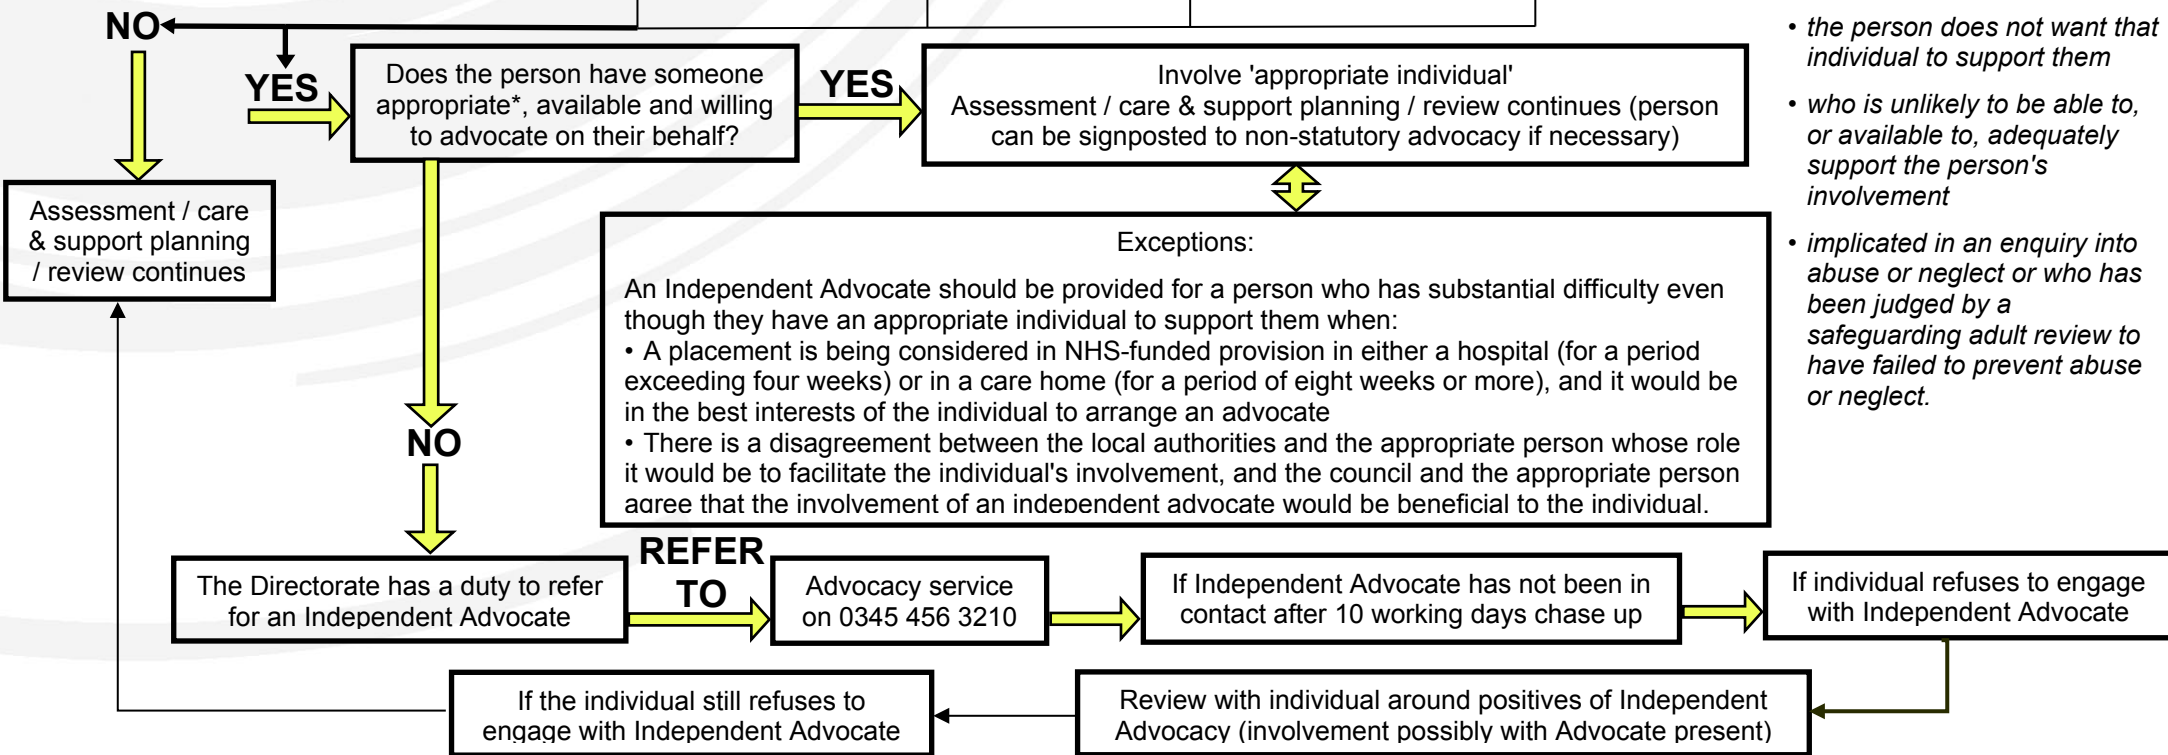 NO
YES
Does the person have someone
appropriate*, available and willing
to advocate on their behalf?
YES
Involve 'appropriate individual'
Assessment / care & support planning / review continues (person
can be signposted to non-statutory advocacy if necessary)
• the person does not want that
individual to support them
• who is unlikely to be able to,
or available to, adequately
support the person's
involvement
• implicated in an enquiry into
abuse or neglect or who has
been judged by a
safeguarding adult review to
have failed to prevent abuse
or neglect.
Assessment / care
& support planning
/ review continues
Exceptions:
An Independent Advocate should be provided for a person who has substantial difficulty even
though they have an appropriate individual to support them when:
• A placement is being considered in NHS-funded provision in either a hospital (for a period
exceeding four weeks) or in a care home (for a period of eight weeks or more), and it would be
in the best interests of the individual to arrange an advocate
• There is a disagreement between the local authorities and the appropriate person whose role
it would be to facilitate the individual's involvement, and the council and the appropriate person
agree that the involvement of an independent advocate would be beneficial to the individual.
NO
The Directorate has a duty to refer
for an Independent Advocate
REFER
TO
Advocacy service
on 0345 456 3210
If Independent Advocate has not been in
contact after 10 working days chase up
If individual refuses to engage
with Independent Advocate
Review with individual around positives of Independent
Advocacy (involvement possibly with Advocate present)
If the individual still refuses to
engage with Independent Advocate